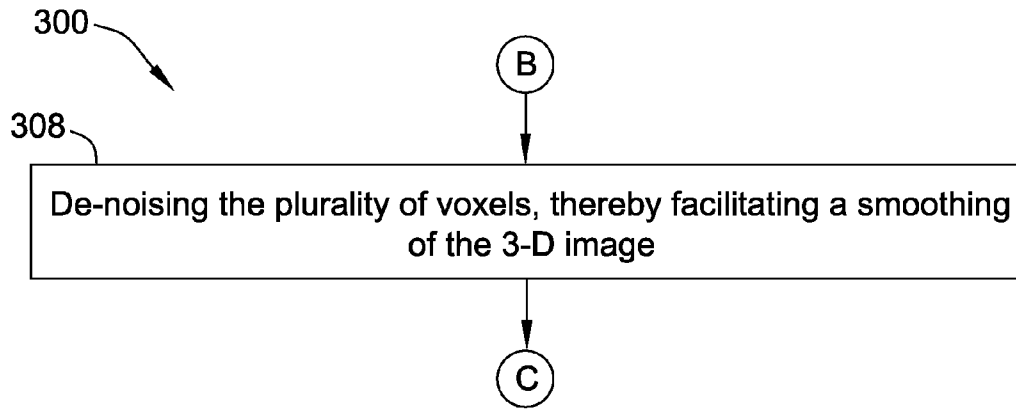 300
B
308
De-noising the plurality of voxels, thereby facilitating a smoothing
of the 3-D image
C